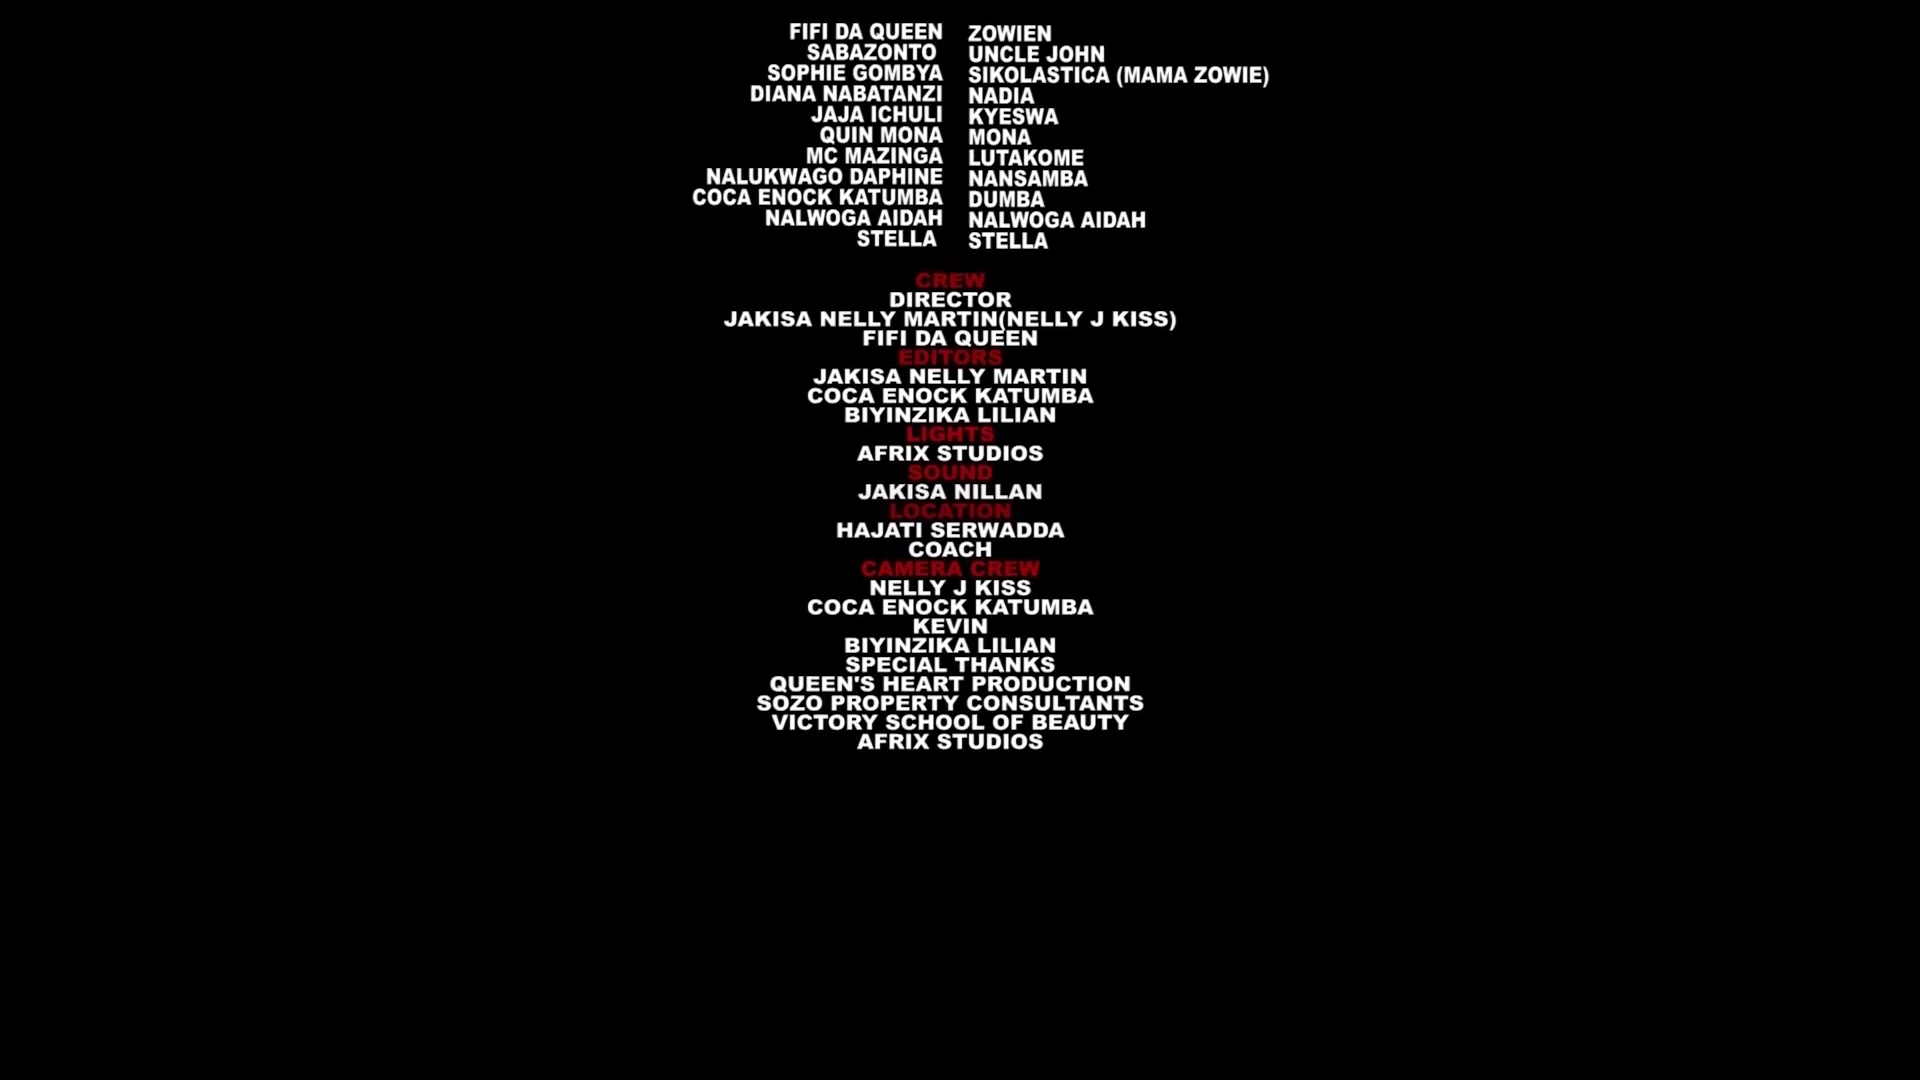 FIFI DA QUEEN ZOWIEN
SABAZONTO UNCLE JOHN
SOPHIE GOMBYA SIKOLASTICA (MAMA ZOWIE)
DIANA NABATANZI NADIA
JAJA ICHULI KYESWA
QUIN MONA MONA
MC MAZINGA LUTAKOME
NALUKWAGO DAPHINE NANSAMBA
COCA ENOCK KATUMBA DUMBA
NALWOGA AIDAH NALWOGA AIDAH
STELLA STELLA
CREW
DIRECTOR
JAKISA NELLY MARTIN(NELLY J KISS)
FIFI DA QUEEN
EDITORS
JAKISA NELLY MARTIN
COCA ENOCK KATUMBA
BIYINZIKA LILIAN
LIGHTS
AFRIX STUDIOS
SOUND
JAKISA NILLAN
LOCATION
HAJATI SERWADDA
COACH
CAMERA CREW
NELLY J KISS
COCA ENOCK KATUMBA
KEVIN
BIYINZIKA LILIAN
SPECIAL THANKS
QUEEN'S HEART PRODUCTION
SOZO PROPERTY CONSULTANTS
VICTORY SCHOOL OF BEAUTY
AFRIX STUDIOS